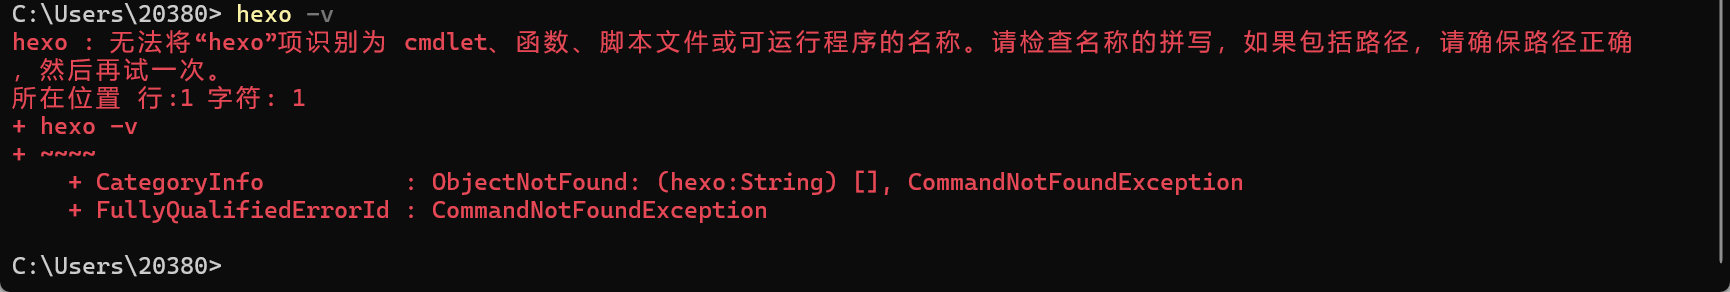 C:\Users\20380> hexo -v
hexo : 无法将“hexo”项识别为 cmdlet、函数、脚本文件或可运行程序的名称。请检查名称的拼写，如果包括路径，请确保路径正确
，然后再试一次。
所在位置 行:1 字符: 1
+ hexo -v
+ ~~~~
    + CategoryInfo          : ObjectNotFound: (hexo:String) [], CommandNotFoundException
    + FullyQualifiedErrorId : CommandNotFoundException
C:\Users\20380>